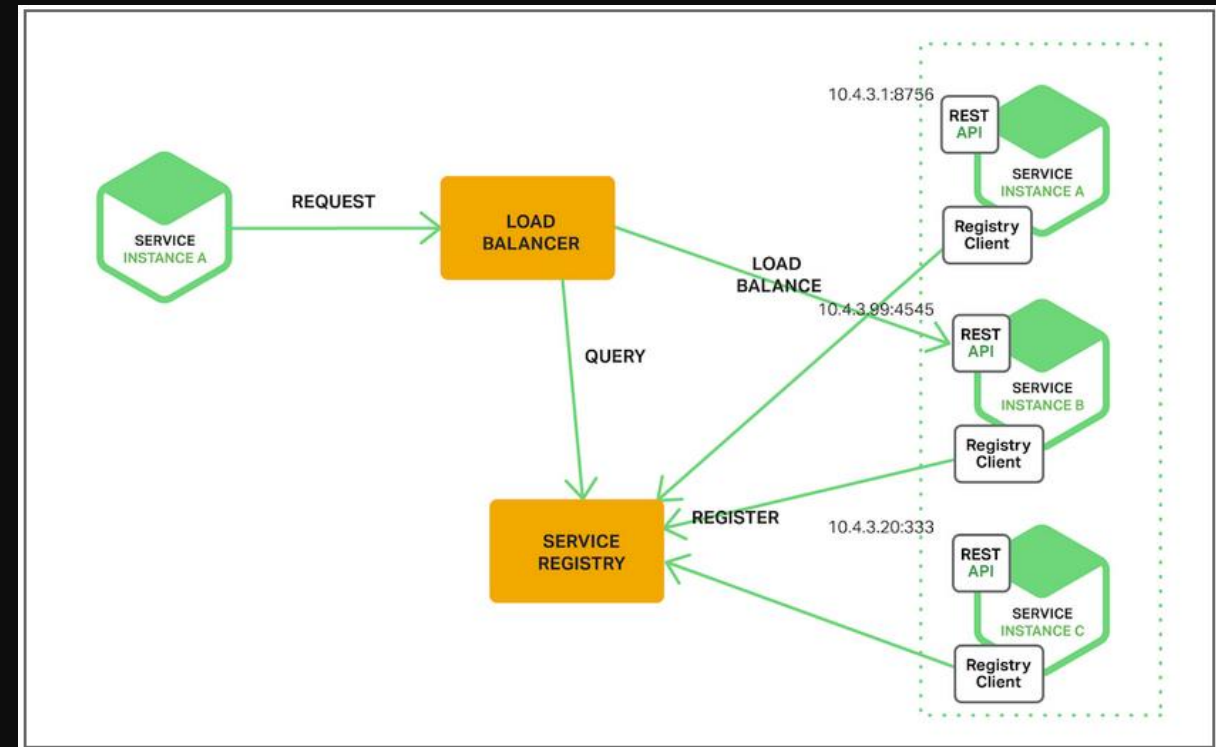 SERVICE
INSTANCE A
REQUEST
LOAD
BALANCER
QUERY
LOAD
BALANCE
SERVICE
REGISTRY
REGISTER
10.4.3.1:8756
REST
API
SERVICE
INSTANCE A
Registry
Client
10.4.3.99:4545
REST
API
SERVICE
INSTANCE B
Registry
Client
10.4.3.20:333
REST
API
SERVICE
INSTANCE C
Registry
Client